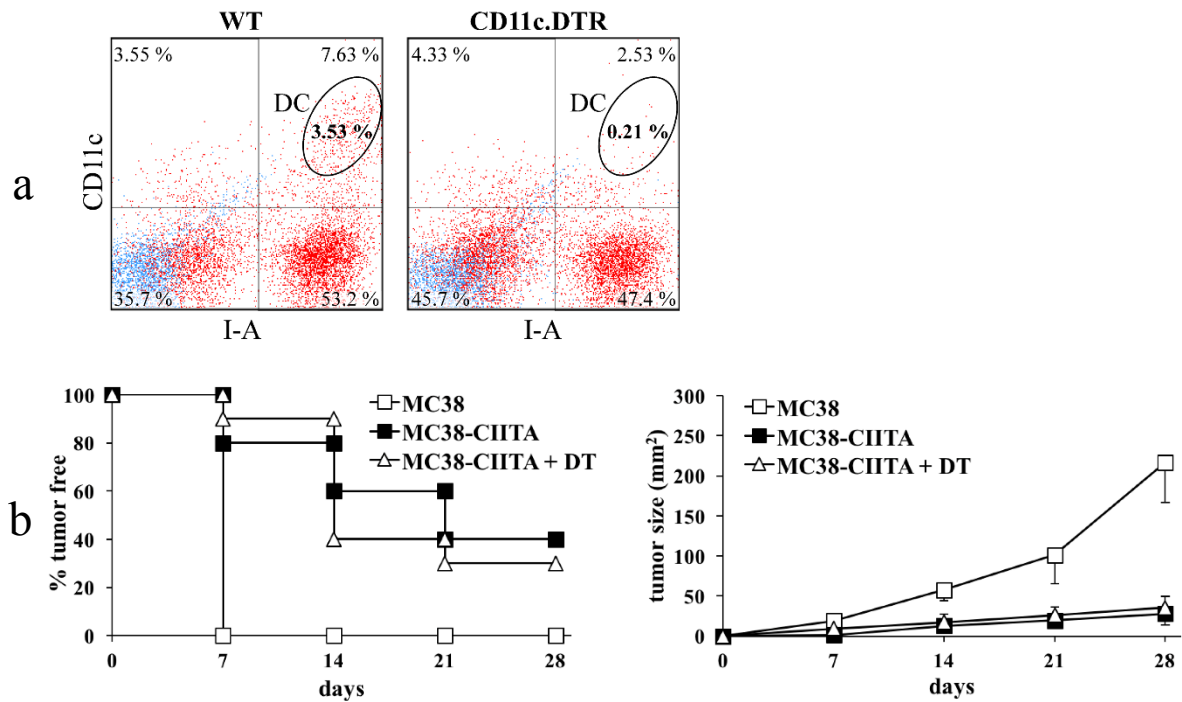 WT
CD11c.DTR
a
CD11c
3.55 %
7.63 %
DC
3.53 %
35.7 %
53.2 %
I-A
4.33 %
2.53 %
DC
0.21 %
45.7 %
47.4 %
I-A
b
% tumor free
100
80
60
40
20
0
MC38
MC38-CIITA
MC38-CIITA + DT
0 7 14 21 28
days
tumor size (mm²)
300
250
200
150
100
50
0
MC38
MC38-CIITA
MC38-CIITA + DT
0 7 14 21 28
days